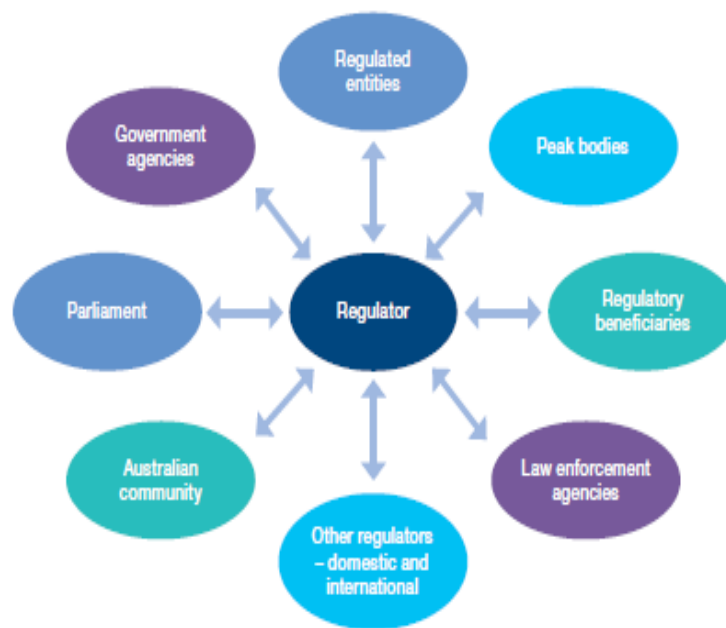 Regulated
entities
Government
agencies
Peak bodies
Parliament
Regulator
Regulatory
beneficiaries
Australian
community
Law enforcement
agencies
Other regulators
– domestic and
international